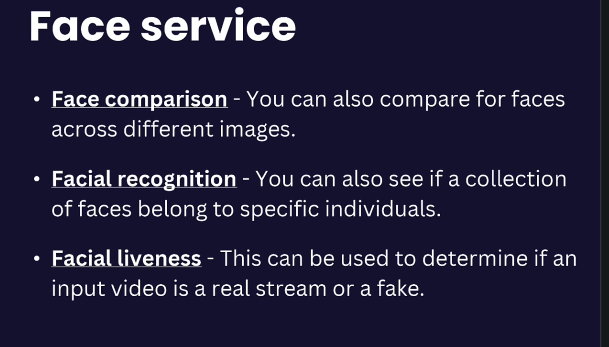 Face service
• Face comparison - You can also compare for faces
across different images.
• Facial recognition - You can also see if a collection
of faces belong to specific individuals.
• Facial liveness - This can be used to determine if an
input video is a real stream or a fake.